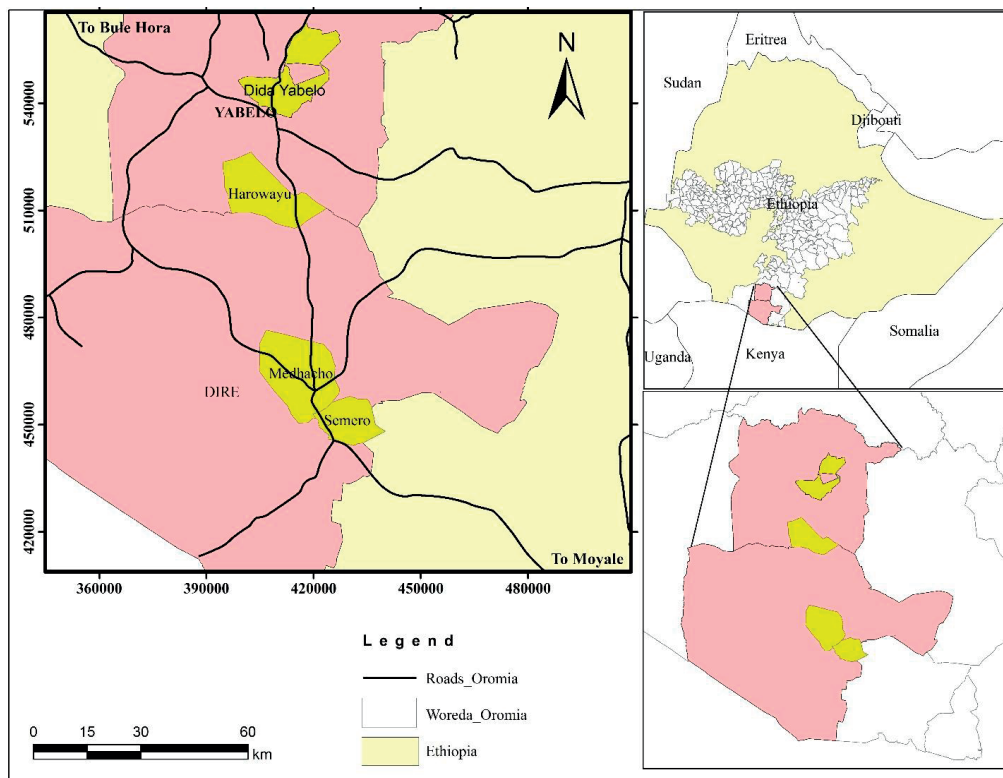 To Bule Hora
N
Dida Yabelo
YABELO
Harowayu
Medhacho
DIRE
Semero
To Moyale
540000
510000
480000
450000
420000
360000
390000
420000
450000
480000
Legend
Roads_Oromia
Woreda_Oromia
Ethiopia
0 15 30 60
km
Eritrea
Sudan
Djibouti
Ethiopia
Somalia
Uganda
Kenya